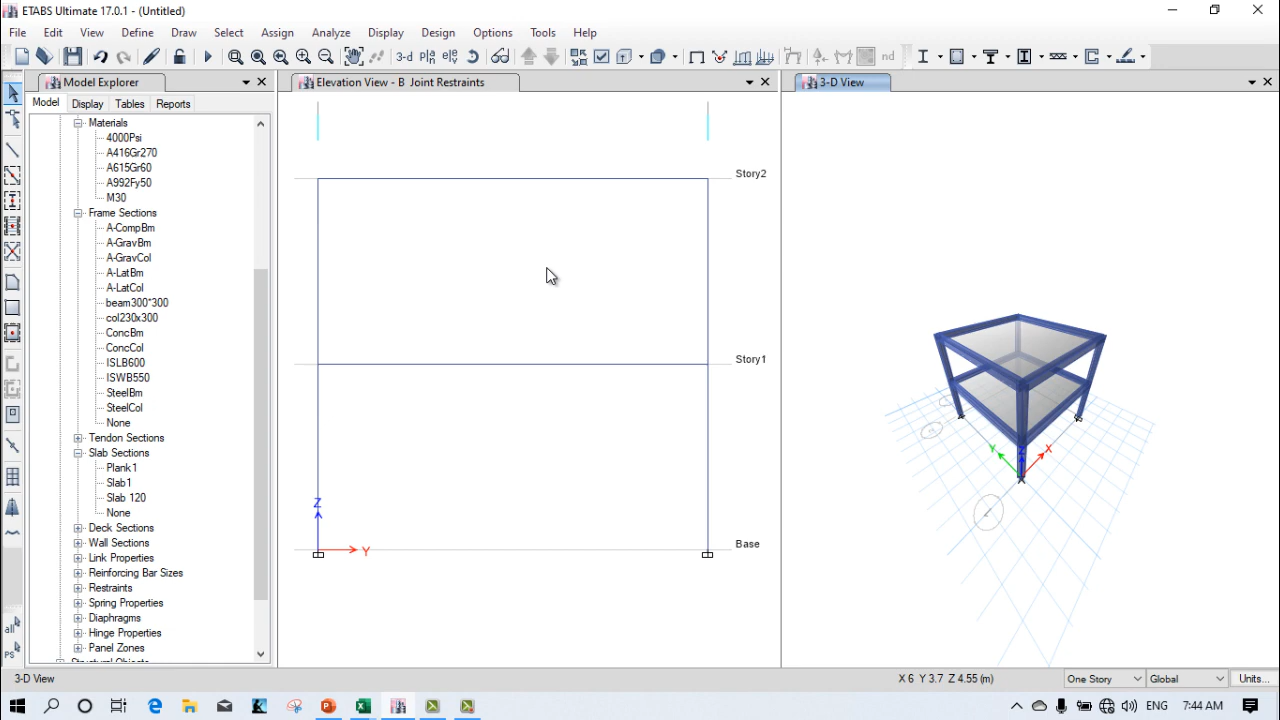 ETABS Ultimate 17.0.1 - (Untitled)
File Edit View Define Draw Select Assign Analyze Display Design Options Tools Help
3-d nd
Model Explorer
Elevation View - B Joint Restraints
3-D View
Model Display Tables Reports
Materials
4000Psi
A416Gr270
A615Gr60
A992Fy50
M30
Frame Sections
A-CompBm
A-GravBm
A-GravCol
A-LatBm
A-LatCol
beam300*300
col230x300
ConcBm
ConcCol
ISLB600
ISWB550
SteelBm
SteelCol
None
Tendon Sections
Slab Sections
Plank1
Slab1
Slab 120
None
Deck Sections
Wall Sections
Link Properties
Reinforcing Bar Sizes
Restraints
Spring Properties
Diaphragms
Hinge Properties
Panel Zones
all
PS
Story2
Story1
Base
Z
Y
Y Z X
3-D View
X 6 Y 3.7 Z 4.55 (m)
One Story
Global
Units...
ENG
7:44 AM